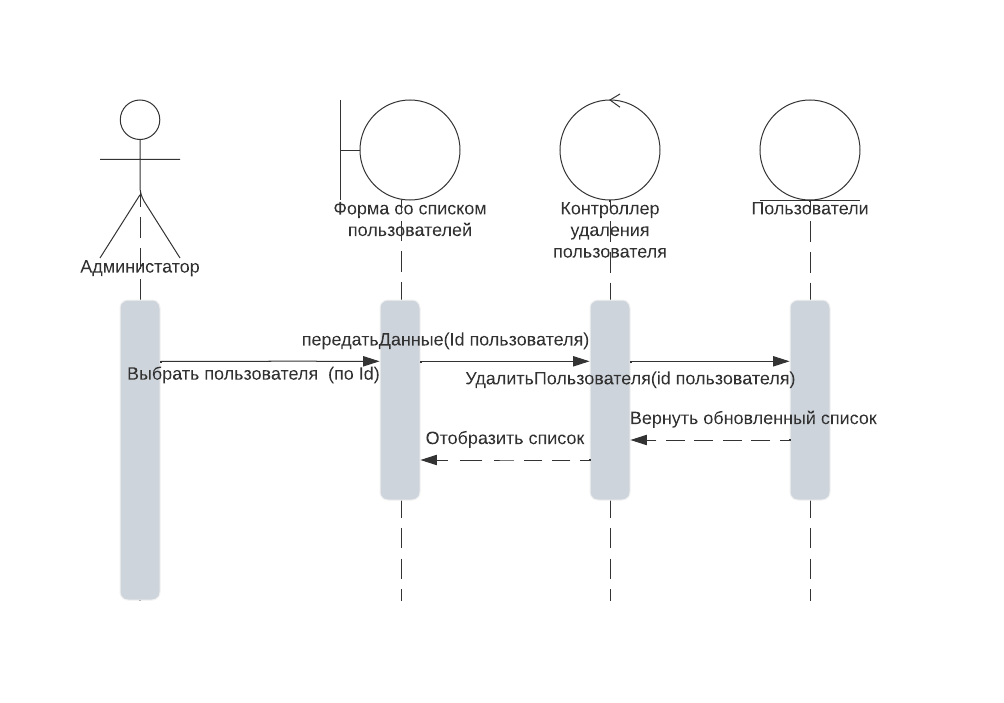 Форма со списком
пользователей
Контроллер
удаления
пользователя
Пользователи
Администатор
передатьДанные(Id пользователя)
Выбрать пользователя (по Id)
УдалитьПользователя(id пользователя)
Вернуть обновленный список
Отобразить список